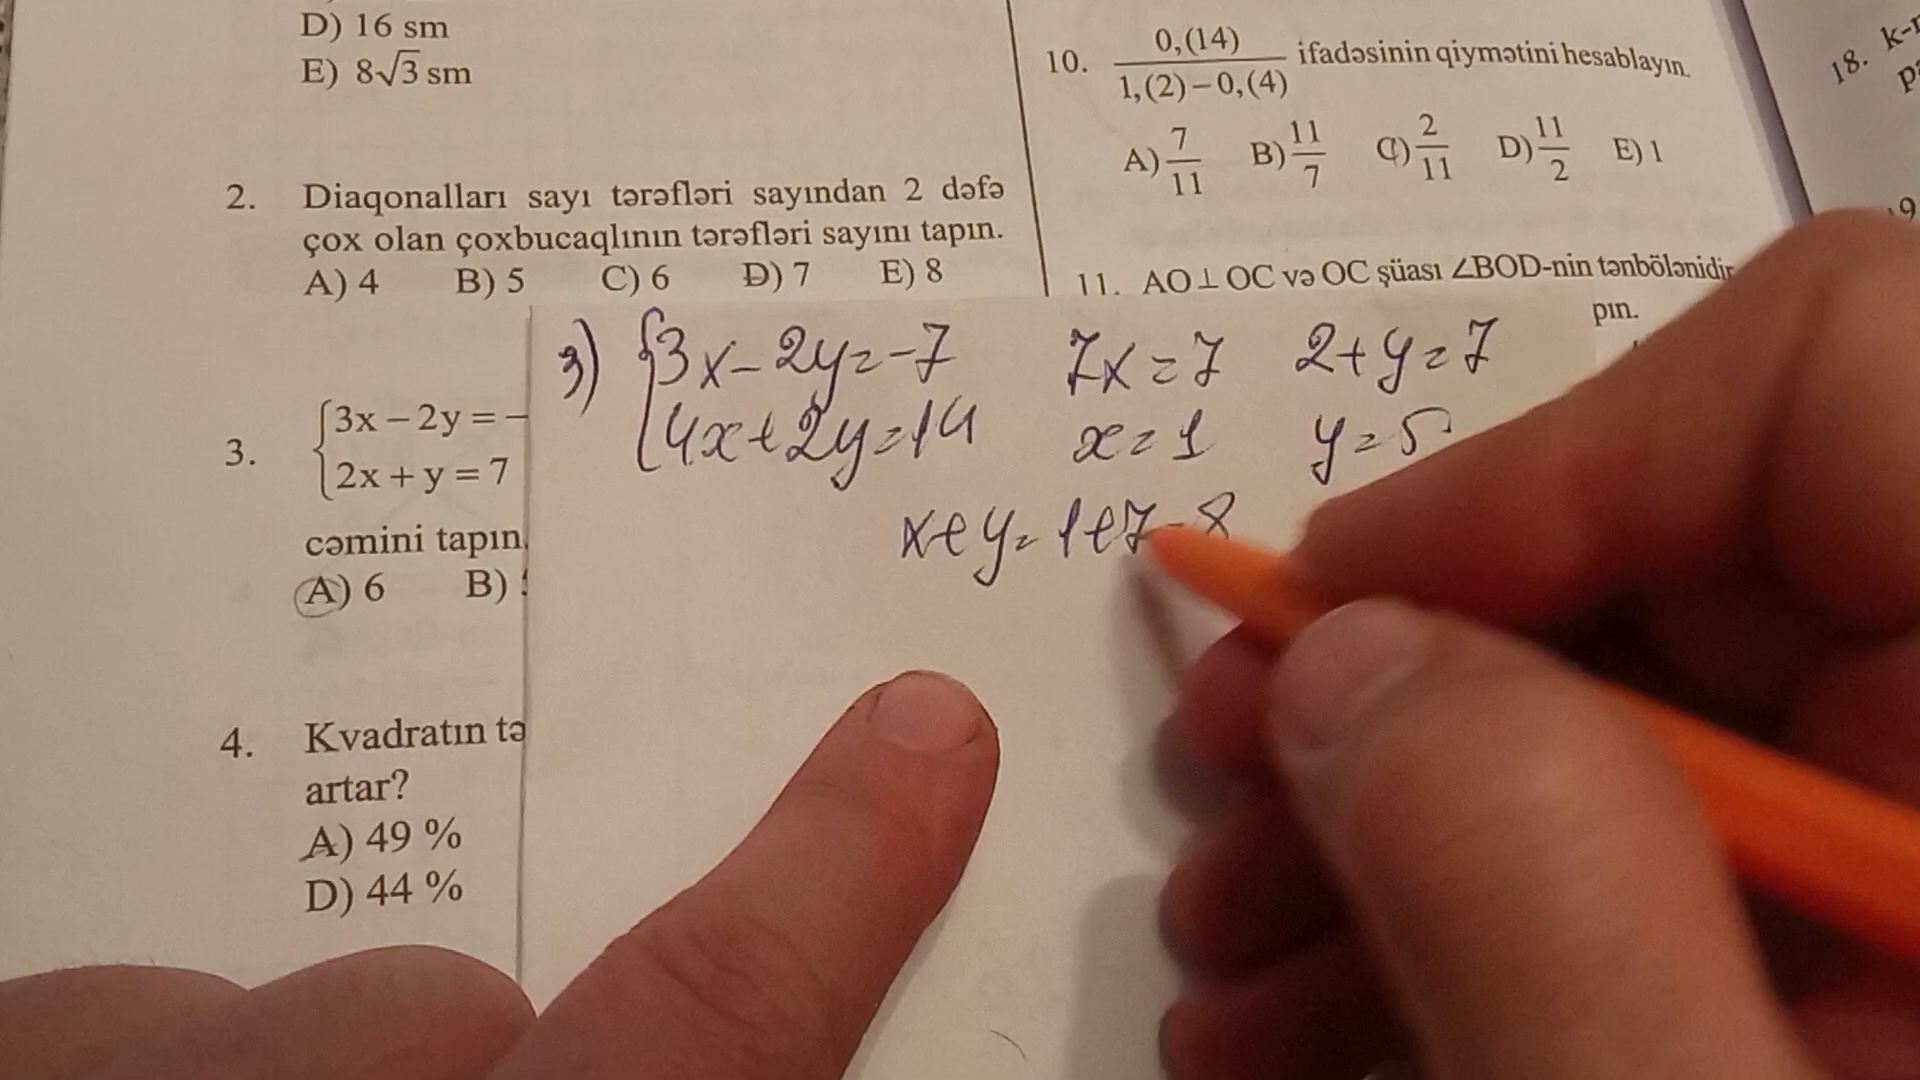 D) 16 sm
E) 8√3 sm
2. Diaqonalları sayı tərəfləri sayından 2 dəfə
çox olan çoxbucaqlının tərəfləri sayını tapın.
A) 4 B) 5 C) 6 D) 7 E) 8
3. {3x – 2y = –
2x + y = 7
cəmini tapın
A) 6 B)
4. Kvadratın tə
artar?
A) 49 %
D) 44 %
3) {3x – 2y = –7 7x = 7 2 + y = 7
4x + 2y = 14 x = 1 y = 5
x + y = 1 + 7 = 8
10. 0,(14) / 1,(2) – 0,(4) ifadəsinin qiymətini hesablayın.
A) 7/11 B) 11/7 C) 2/11 D) 11/2 E) 1
11. AO⊥OC və OC şüası ∠BOD-nin tənbölənidir
pın.
18. k-